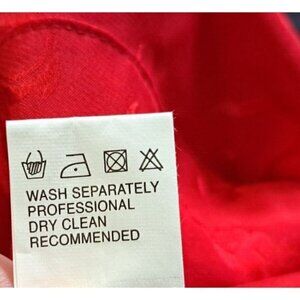 WASH SEPARATELY
PROFESSIONAL
DRY CLEAN
RECOMMENDED